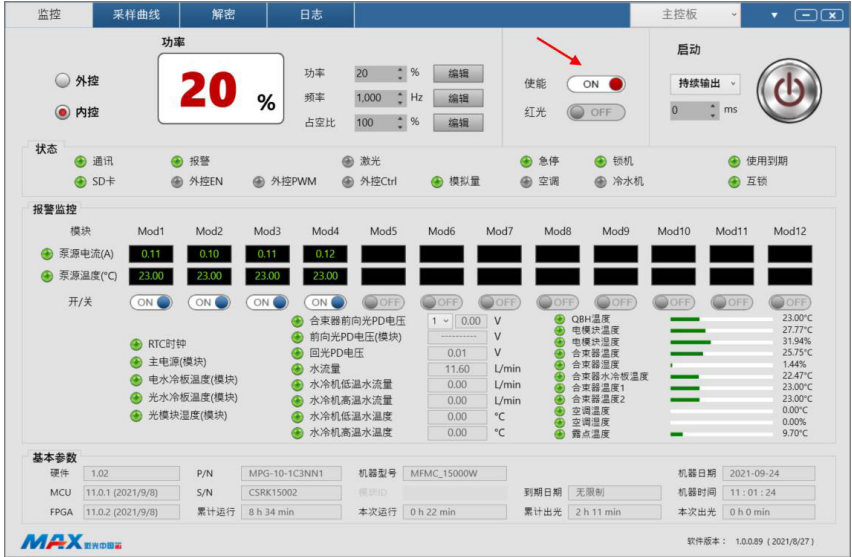 监控 采样曲线 解密 日志 主控板
功率 启动
外控 20 % 功率 20 % 编辑 使能 ON 持续输出
内控 频率 1,000 Hz 编辑 红光 OFF 0 ms
占空比 100 % 编辑
状态
通讯 报警 激光 急停 锁机 使用到期
SD卡 外控EN 外控PWM 外控Ctrl 模拟量 空调 冷水机 互锁
报警监控
模块 Mod1 Mod2 Mod3 Mod4 Mod5 Mod6 Mod7 Mod8 Mod9 Mod10 Mod11 Mod12
泵源电流(A) 0.11 0.10 0.11 0.12
泵源温度(°C) 23.00 23.00 23.00 23.00
开/关 ON ON ON ON OFF OFF OFF OFF OFF OFF OFF OFF
RTC时钟
主电源(模块)
电水冷板温度(模块)
光水冷板温度(模块)
光模块湿度(模块)
合束器前向光PD电压 1 0.00 V
前向光PD电压(模块) ---------- V
回光PD电压 0.01 V
水流量 11.60 L/min
水冷机低温水流量 0.00 L/min
水冷机高温水流量 0.00 L/min
水冷机低温水温度 0.00 °C
水冷机高温水温度 0.00 °C
QBH温度 23.00°C
电模块温度 27.77°C
电模块湿度 31.94%
合束器温度 25.75°C
合束器湿度 1.44%
合束器水冷板温度 22.47°C
合束器温度1 23.00°C
合束器温度2 23.00°C
空调温度 0.00°C
空调湿度 0.00%
露点温度 9.70°C
基本参数
硬件 1.02 P/N MPG-10-1C3NN1 机器型号 MFMC_15000W 机器日期 2021-09-24
MCU 11.0.1 (2021/9/8) S/N CSRK15002 模块ID 到期日期 无限制 机器时间 11 : 01 : 24
FPGA 11.0.2 (2021/9/8) 累计运行 8 h 34 min 本次运行 0 h 22 min 累计出光 2 h 11 min 本次出光 0 h 0 min
MAX 激光中国芯 软件版本： 1.0.0.89 ( 2021/8/27 )